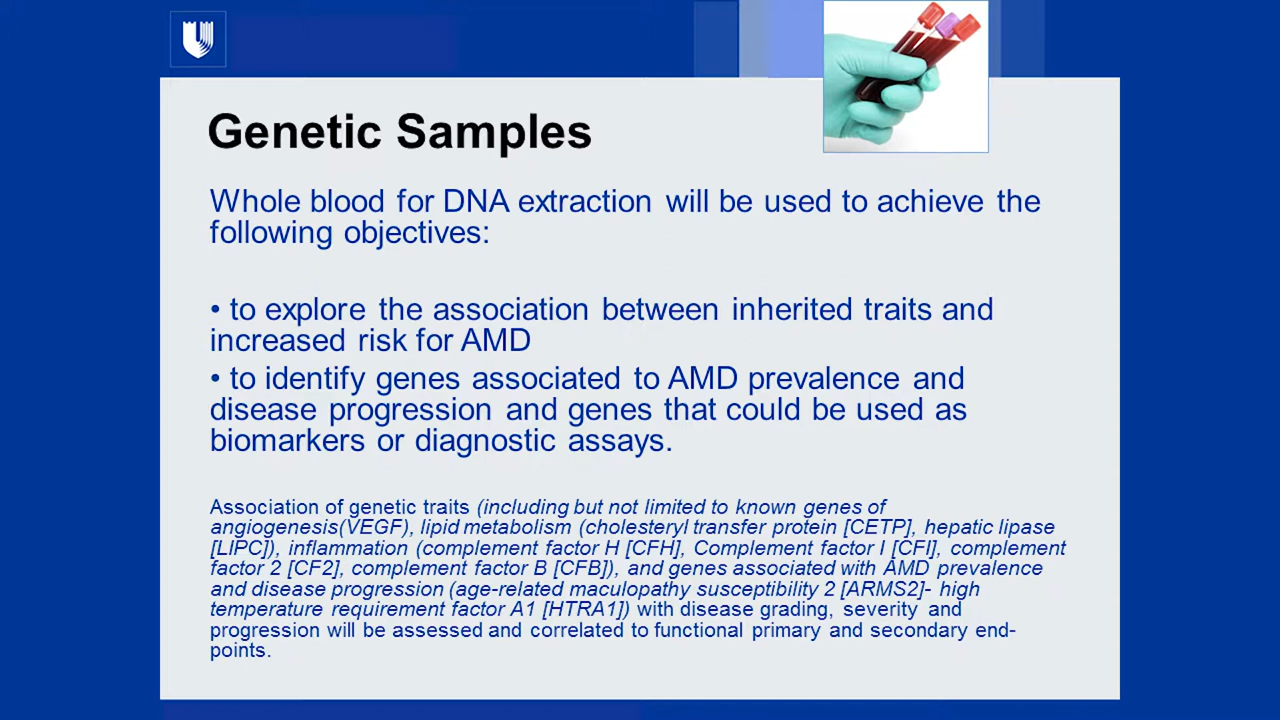 Genetic Samples
Whole blood for DNA extraction will be used to achieve the
following objectives:
• to explore the association between inherited traits and
increased risk for AMD
• to identify genes associated to AMD prevalence and
disease progression and genes that could be used as
biomarkers or diagnostic assays.
Association of genetic traits (including but not limited to known genes of
angiogenesis(VEGF), lipid metabolism (cholesteryl transfer protein [CETP], hepatic lipase
[LIPC]), inflammation (complement factor H [CFH], Complement factor I [CFI], complement
factor 2 [CF2], complement factor B [CFB]), and genes associated with AMD prevalence
and disease progression (age-related maculopathy susceptibility 2 [ARMS2]- high
temperature requirement factor A1 [HTRA1]) with disease grading, severity and
progression will be assessed and correlated to functional primary and secondary end-
points.